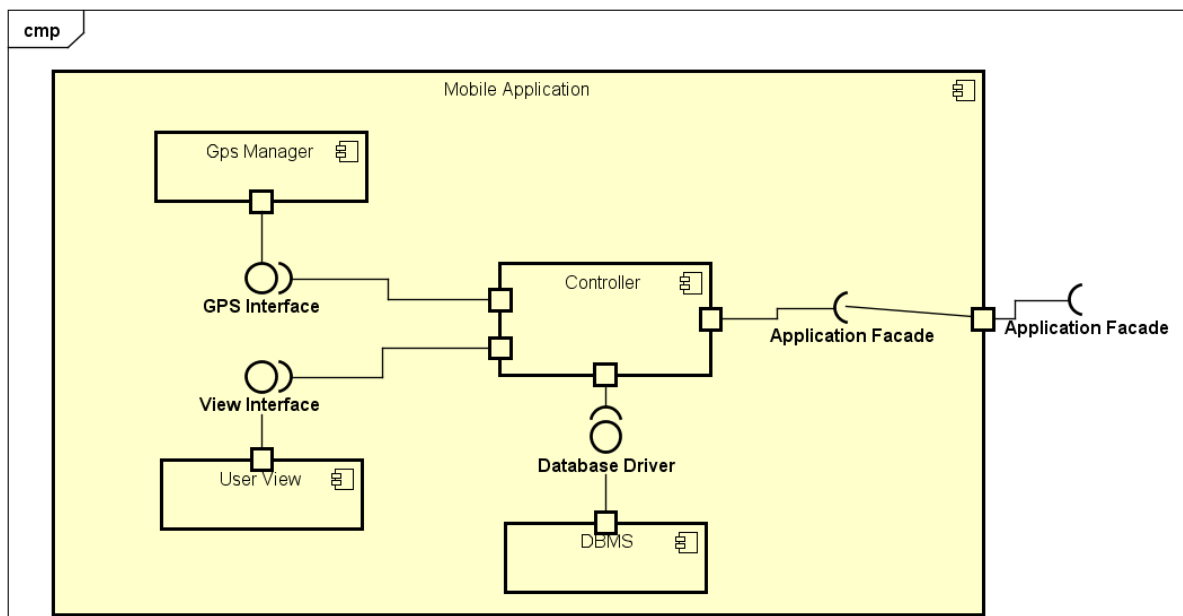 cmp
Mobile Application
Gps Manager
GPS Interface
Controller
Application Facade
Application Facade
View Interface
User View
Database Driver
DBMS